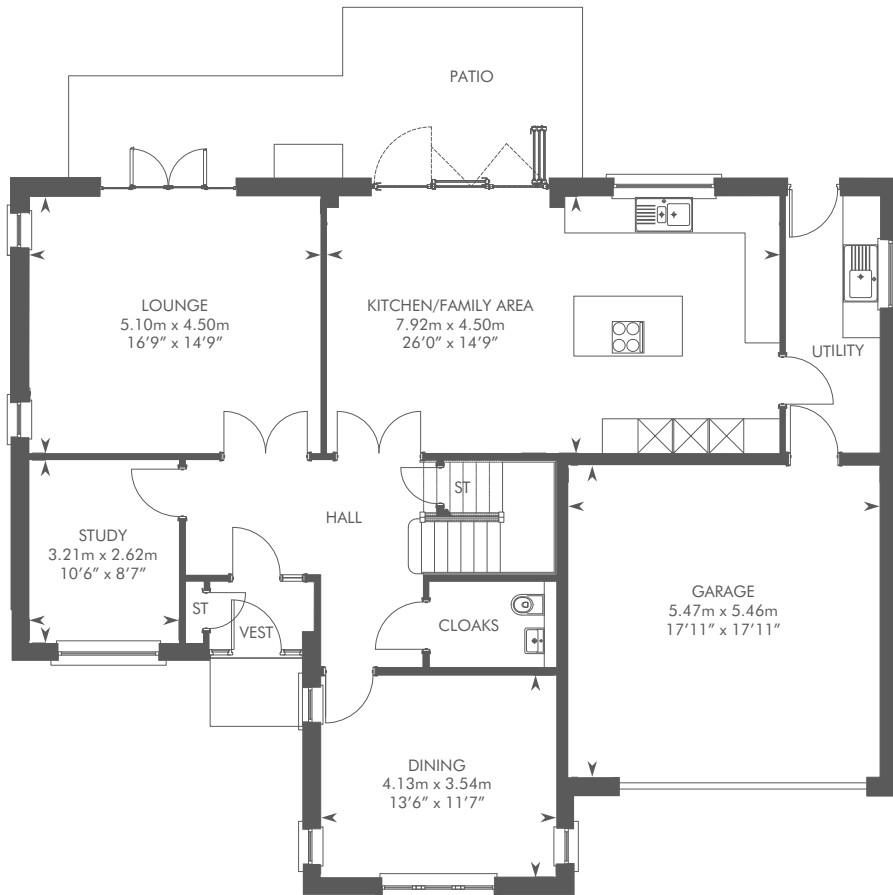 PATIO
LOUNGE
5.10m x 4.50m
16’9” x 14’9”
KITCHEN/FAMILY AREA
7.92m x 4.50m
26’0” x 14’9”
UTILITY
ST
HALL
STUDY
3.21m x 2.62m
10’6” x 8’7”
GARAGE
5.47m x 5.46m
17’11” x 17’11”
ST
VEST
CLOAKS
DINING
4.13m x 3.54m
13’6” x 11’7”